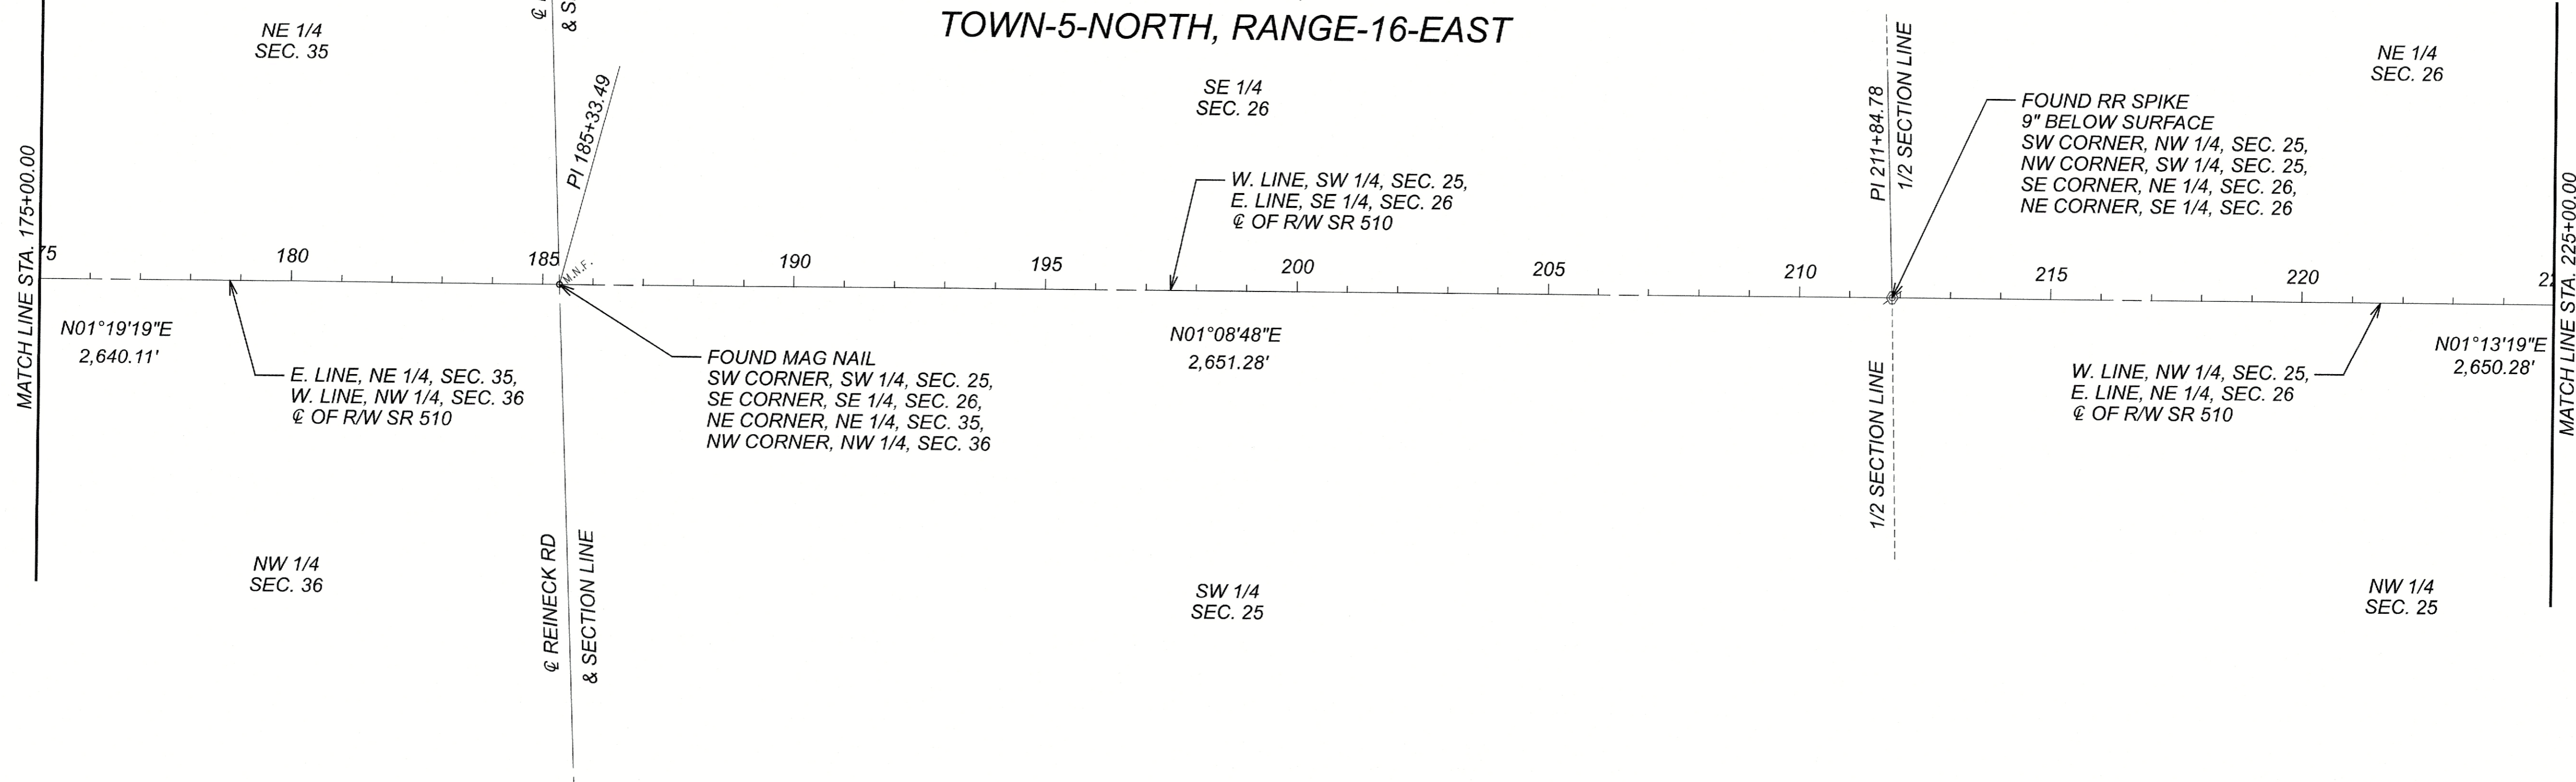 TOWN-5-NORTH, RANGE-16-EAST
NE 1/4
SEC. 35
℄
& S
PI 185+33.49
SE 1/4
SEC. 26
PI 211+84.78
1/2 SECTION LINE
NE 1/4
SEC. 26
FOUND RR SPIKE
9" BELOW SURFACE
SW CORNER, NW 1/4, SEC. 25,
NW CORNER, SW 1/4, SEC. 25,
SE CORNER, NE 1/4, SEC. 26,
NE CORNER, SE 1/4, SEC. 26
W. LINE, SW 1/4, SEC. 25,
E. LINE, SE 1/4, SEC. 26
℄ OF R/W SR 510
MATCH LINE STA. 175+00.00
75 180 185 190 195 200 205 210 215 220 22
M.N.F.
MATCH LINE STA. 225+00.00
N01°19'19"E
2,640.11'
E. LINE, NE 1/4, SEC. 35,
W. LINE, NW 1/4, SEC. 36
℄ OF R/W SR 510
FOUND MAG NAIL
SW CORNER, SW 1/4, SEC. 25,
SE CORNER, SE 1/4, SEC. 26,
NE CORNER, NE 1/4, SEC. 35,
NW CORNER, NW 1/4, SEC. 36
N01°08'48"E
2,651.28'
1/2 SECTION LINE
W. LINE, NW 1/4, SEC. 25,
E. LINE, NE 1/4, SEC. 26
℄ OF R/W SR 510
N01°13'19"E
2,650.28'
NW 1/4
SEC. 36
℄ REINECK RD
& SECTION LINE
SW 1/4
SEC. 25
NW 1/4
SEC. 25